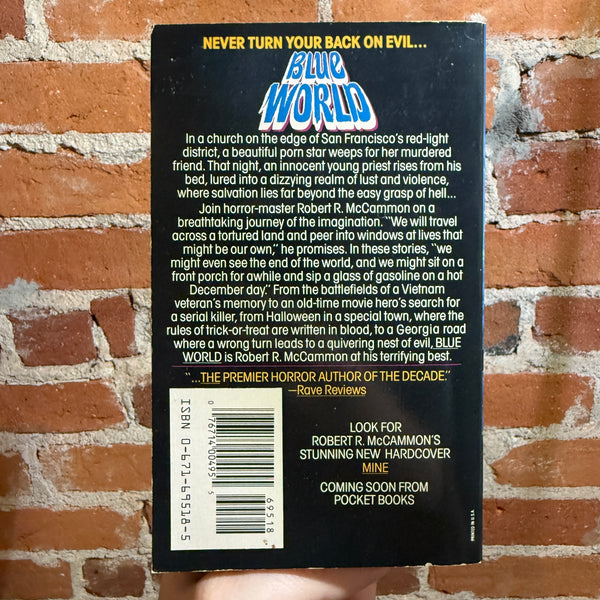 NEVER TURN YOUR BACK ON EVIL...
BLUE
WORLD
In a church on the edge of San Francisco's red-light
district, a beautiful porn star weeps for her murdered
friend. That night, an innocent young priest rises from his
bed, lured into a dizzying realm of lust and violence,
where salvation lies far beyond the easy grasp of hell...
Join horror-master Robert R. McCammon on a
breathtaking journey of the imagination. "We will travel
across a tortured land and peer into windows at lives that
might be our own," he promises. In these stories, "we
might even see the end of the world, and we might sit on a
front porch for awhile and sip a glass of gasoline on a hot
December day." From the battlefields of a Vietnam
veteran's memory to an old-time movie hero's search for
a serial killer, from Halloween in a special town, where the
rules of trick-or-treat are written in blood, to a Georgia road
where a wrong turn leads to a quivering nest of evil, BLUE
WORLD is Robert R. McCammon at his terrifying best.
"...THE PREMIER HORROR AUTHOR OF THE DECADE."
—Rave Reviews
ISBN 0-671-69518-5
0 76714 00495 5
69518
LOOK FOR
ROBERT R. McCAMMON'S
STUNNING NEW HARDCOVER
MINE
COMING SOON FROM
POCKET BOOKS
PRINTED IN U.S.A.